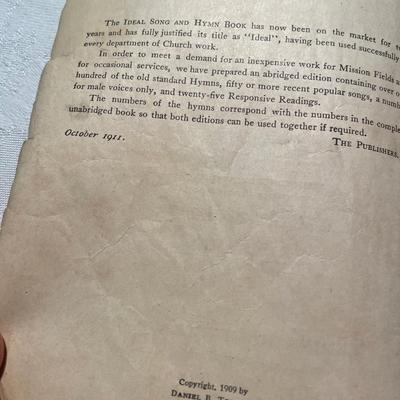 The Ideal Song and Hymn Book has now been on the market for
years and has fully justified its title as "Ideal", having been used successfully
every department of Church work.
In order to meet a demand for an inexpensive work for Mission Fields
for occasional services, we have prepared an abridged edition containing over
hundred of the old standard Hymns, fifty or more recent popular songs, a
for male voices only, and twenty-five Responsive Readings.
The numbers of the hymns correspond with the numbers in the
unabridged book so that both editions can be used together if required.
October 1911.
The Publishers.
Copyright, 1909 by
Daniel B.